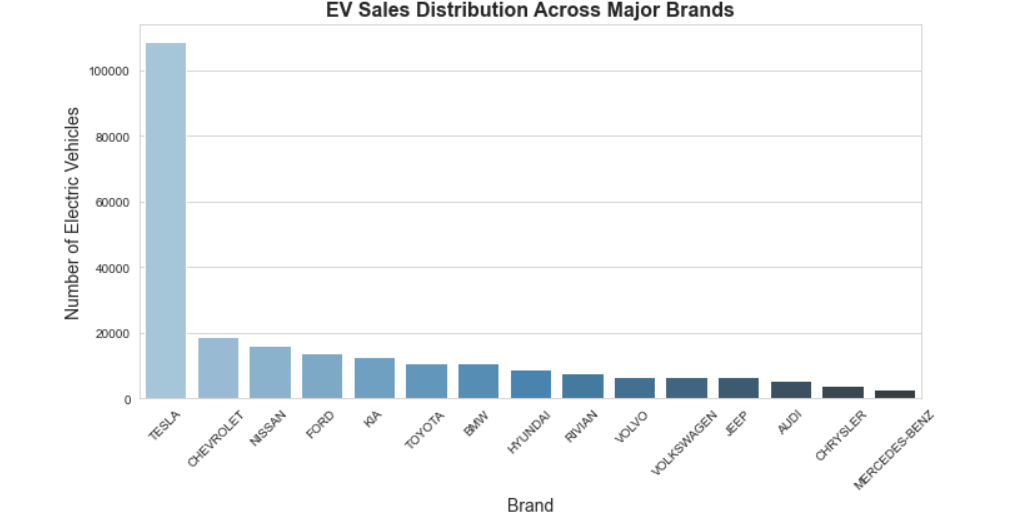 EV Sales Distribution Across Major Brands
Number of Electric Vehicles
100000
80000
60000
40000
20000
0
TESLA
CHEVROLET
NISSAN
FORD
KIA
TOYOTA
BMW
HYUNDAI
RIVIAN
VOLVO
VOLKSWAGEN
JEEP
AUDI
CHRYSLER
MERCEDES-BENZ
Brand